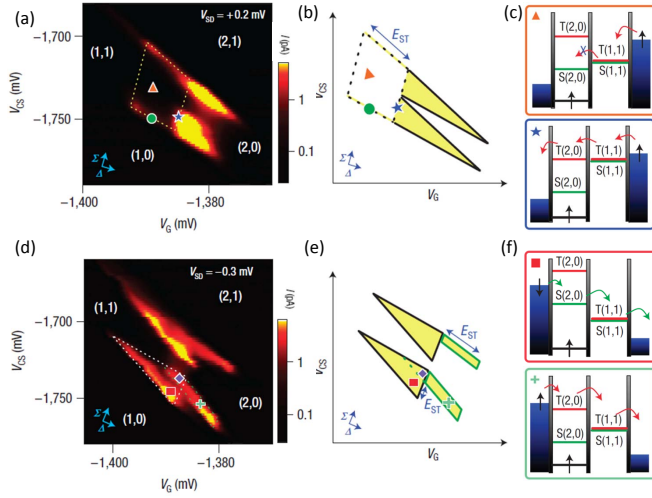 (a)
V_SD = +0.2 mV
−1,700
(1,1)
(2,1)
V_CS (mV)
−1,750
(1,0)
(2,0)
Σ
Δ
−1,400
−1,380
V_G (mV)
I (pA)
1
0.1
(b)
E_ST
V_CS
Σ
Δ
V_G
(c)
T(2,0)
X
T(1,1)
S(2,0)
S(1,1)
T(2,0)
T(1,1)
S(2,0)
S(1,1)
(d)
V_SD = −0.3 mV
(1,1)
(2,1)
−1,700
V_CS (mV)
−1,750
(1,0)
(2,0)
Σ
Δ
−1,400
−1,380
V_G (mV)
I (pA)
1
0.1
(e)
E_ST
E_ST
V_CS
Σ
Δ
V_G
(f)
T(2,0)
S(2,0)
T(1,1)
S(1,1)
T(2,0)
T(1,1)
S(2,0)
S(1,1)